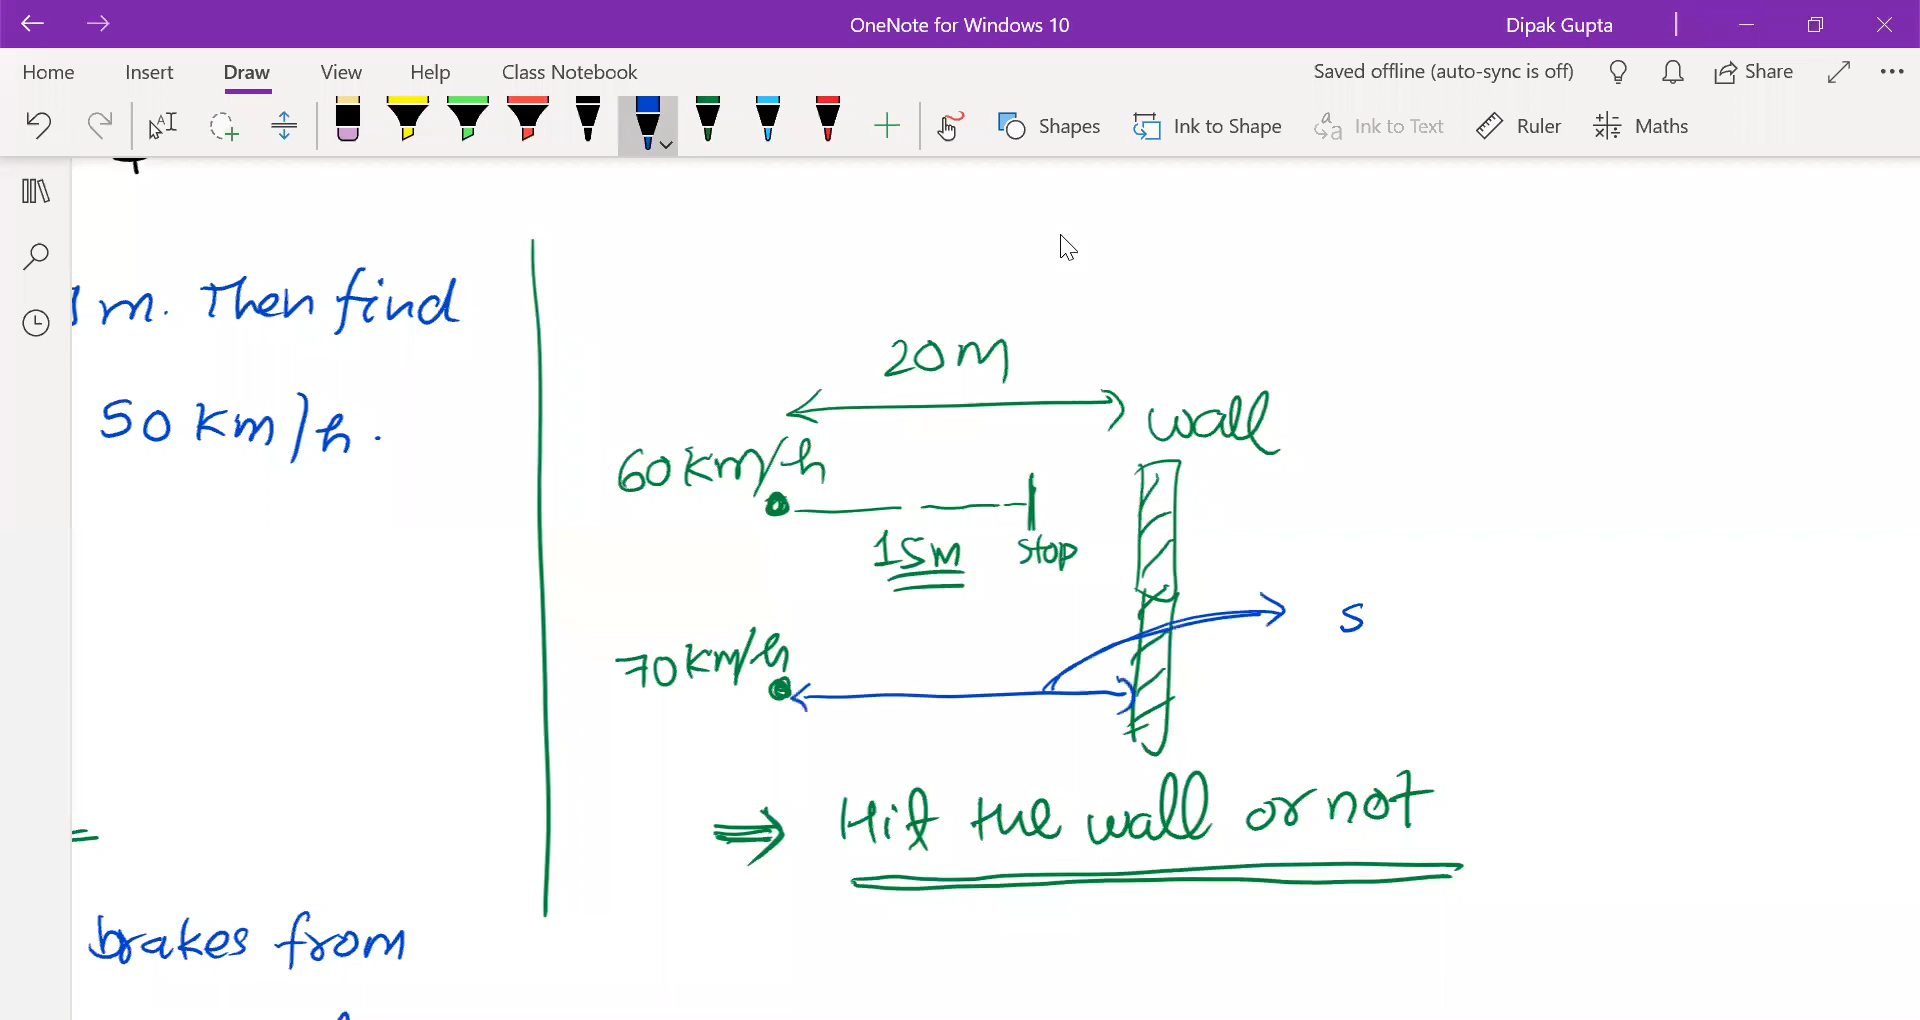 OneNote for Windows 10
Dipak Gupta
Home Insert Draw View Help Class Notebook
Saved offline (auto-sync is off) Share
Shapes Ink to Shape Ink to Text Ruler Maths
m. Then find
50 Km/h.
=
brakes from
20M
wall
60 Km/h
15M
stop
70 Km/h
S
⇒ Hit the wall or not